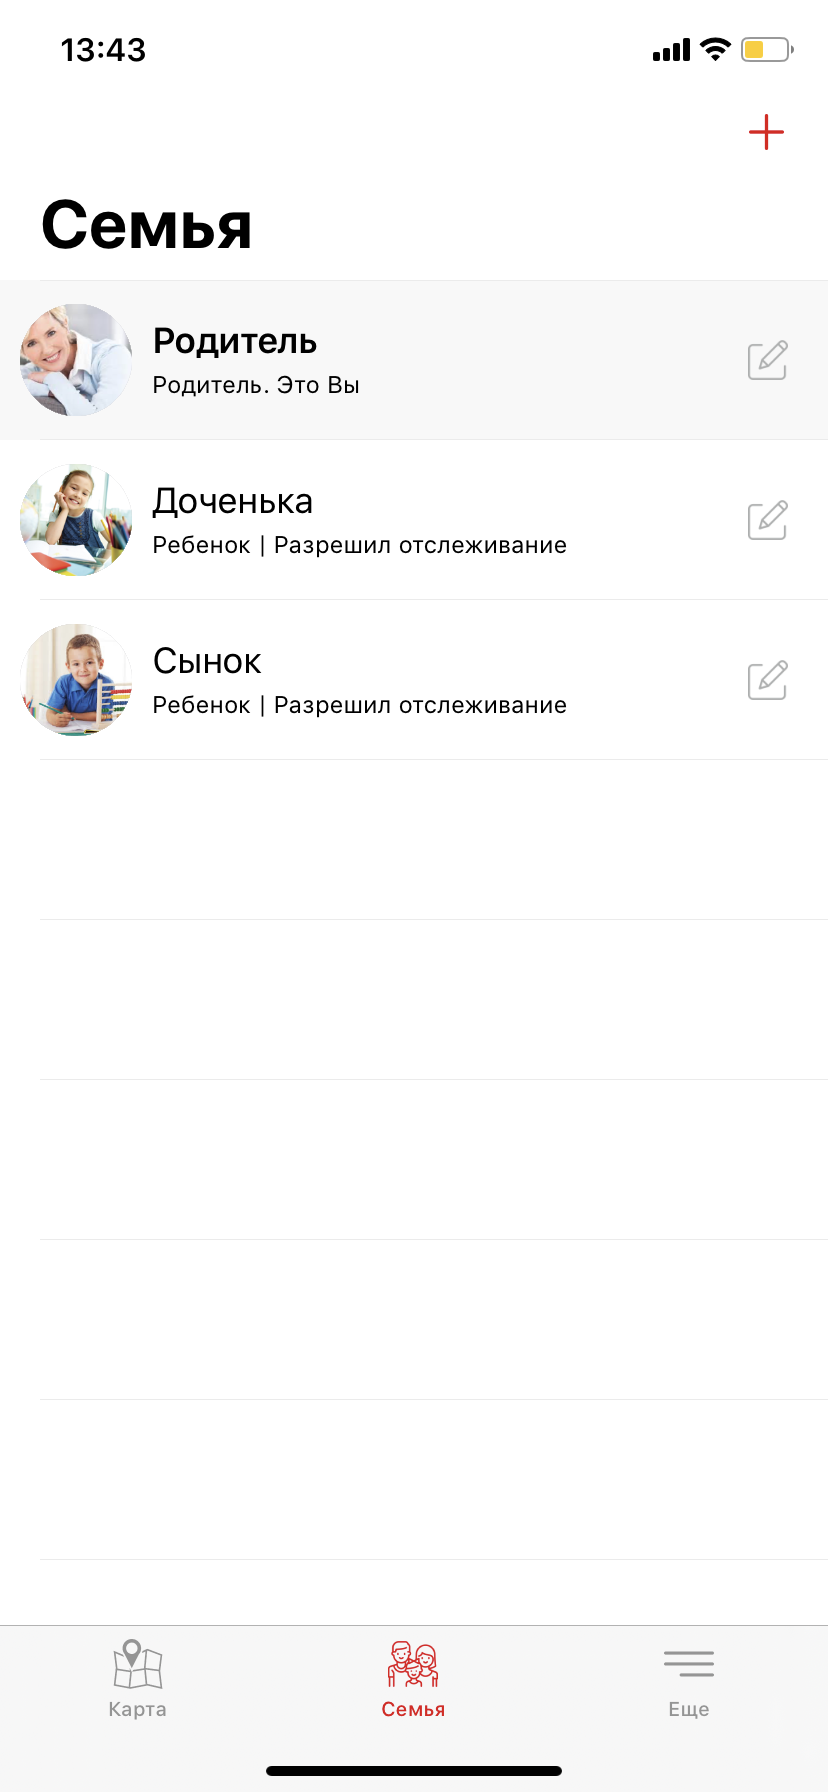 13:43
Семья
Родитель
Родитель. Это Вы
Доченька
Ребенок | Разрешил отслеживание
Сынок
Ребенок | Разрешил отслеживание
Карта
Семья
Еще